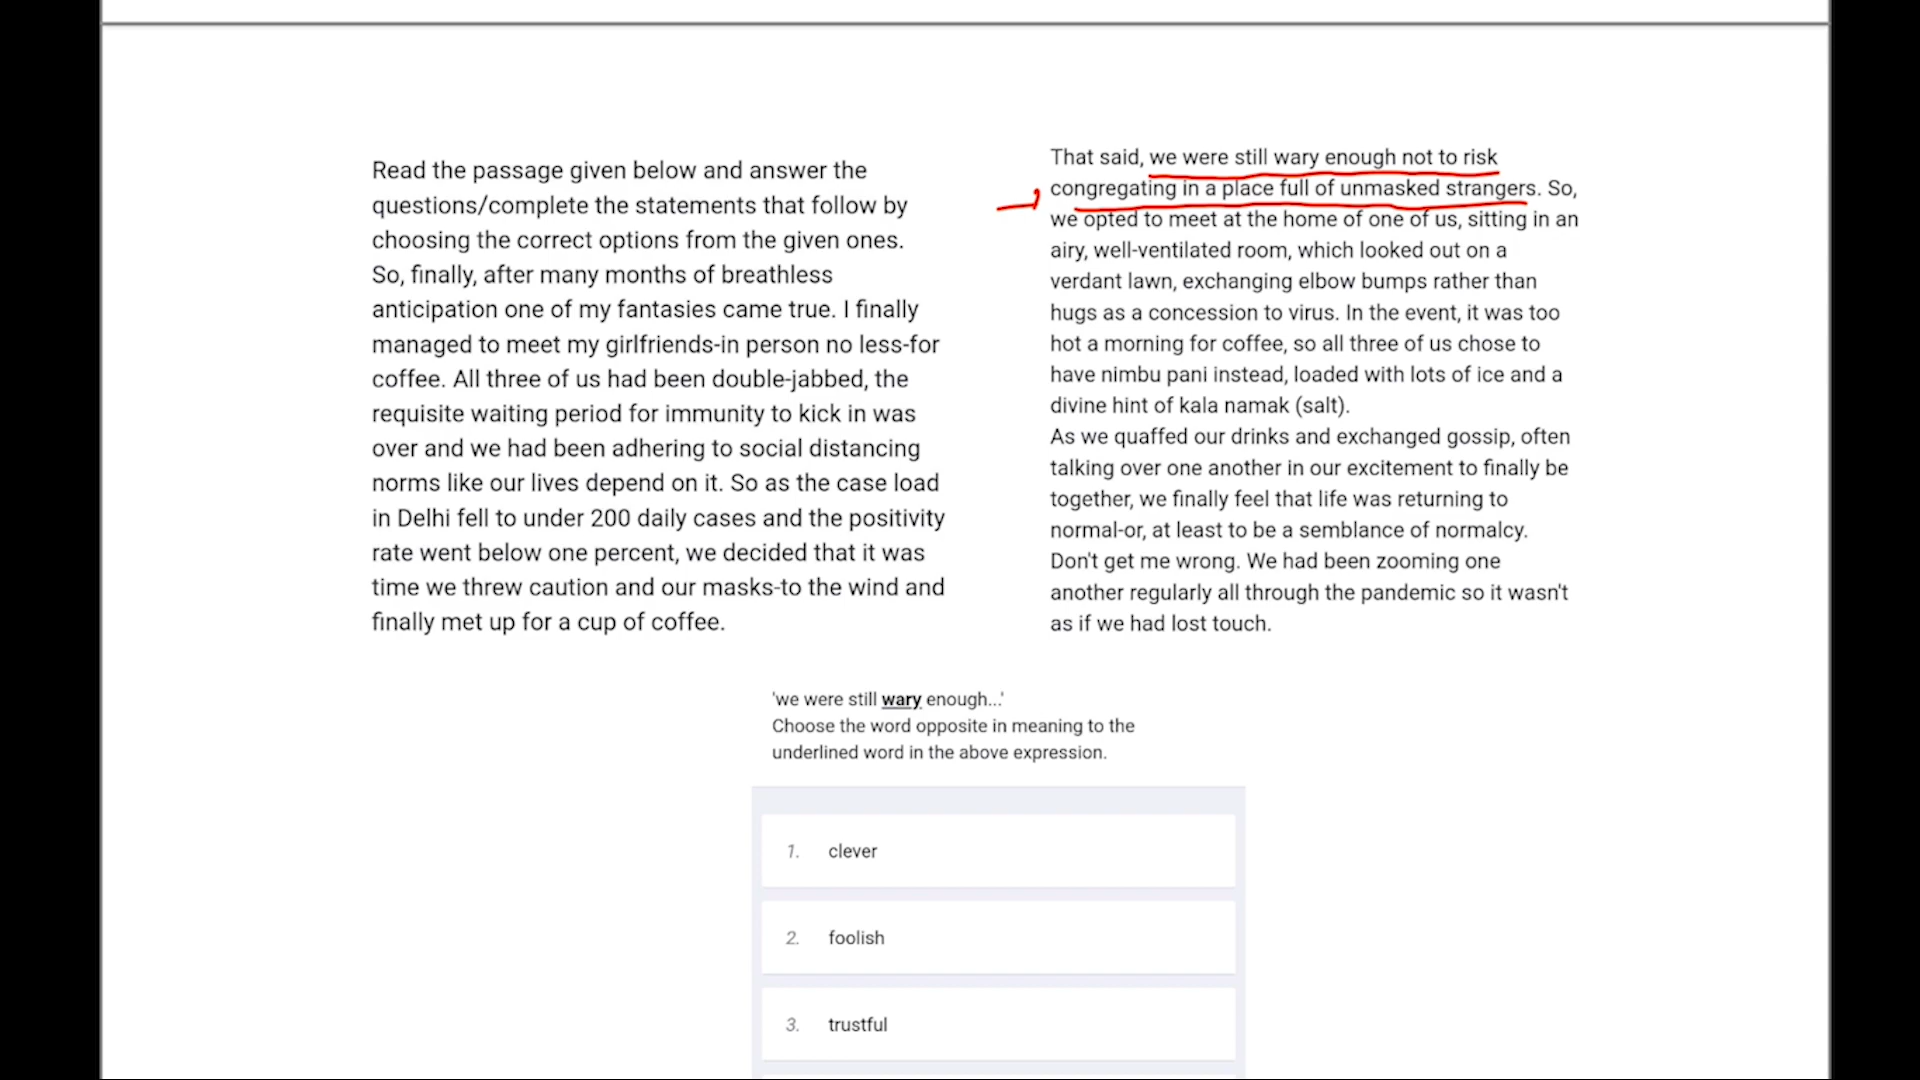 Read the passage given below and answer the
questions/complete the statements that follow by
choosing the correct options from the given ones.
So, finally, after many months of breathless
anticipation one of my fantasies came true. I finally
managed to meet my girlfriends-in person no less-for
coffee. All three of us had been double-jabbed, the
requisite waiting period for immunity to kick in was
over and we had been adhering to social distancing
norms like our lives depend on it. So as the case load
in Delhi fell to under 200 daily cases and the positivity
rate went below one percent, we decided that it was
time we threw caution and our masks-to the wind and
finally met up for a cup of coffee.
That said, we were still wary enough not to risk
congregating in a place full of unmasked strangers. So,
we opted to meet at the home of one of us, sitting in an
airy, well-ventilated room, which looked out on a
verdant lawn, exchanging elbow bumps rather than
hugs as a concession to virus. In the event, it was too
hot a morning for coffee, so all three of us chose to
have nimbu pani instead, loaded with lots of ice and a
divine hint of kala namak (salt).
As we quaffed our drinks and exchanged gossip, often
talking over one another in our excitement to finally be
together, we finally feel that life was returning to
normal-or, at least to be a semblance of normalcy.
Don't get me wrong. We had been zooming one
another regularly all through the pandemic so it wasn't
as if we had lost touch.
'we were still wary enough...'
Choose the word opposite in meaning to the
underlined word in the above expression.
1. clever
2. foolish
3. trustful